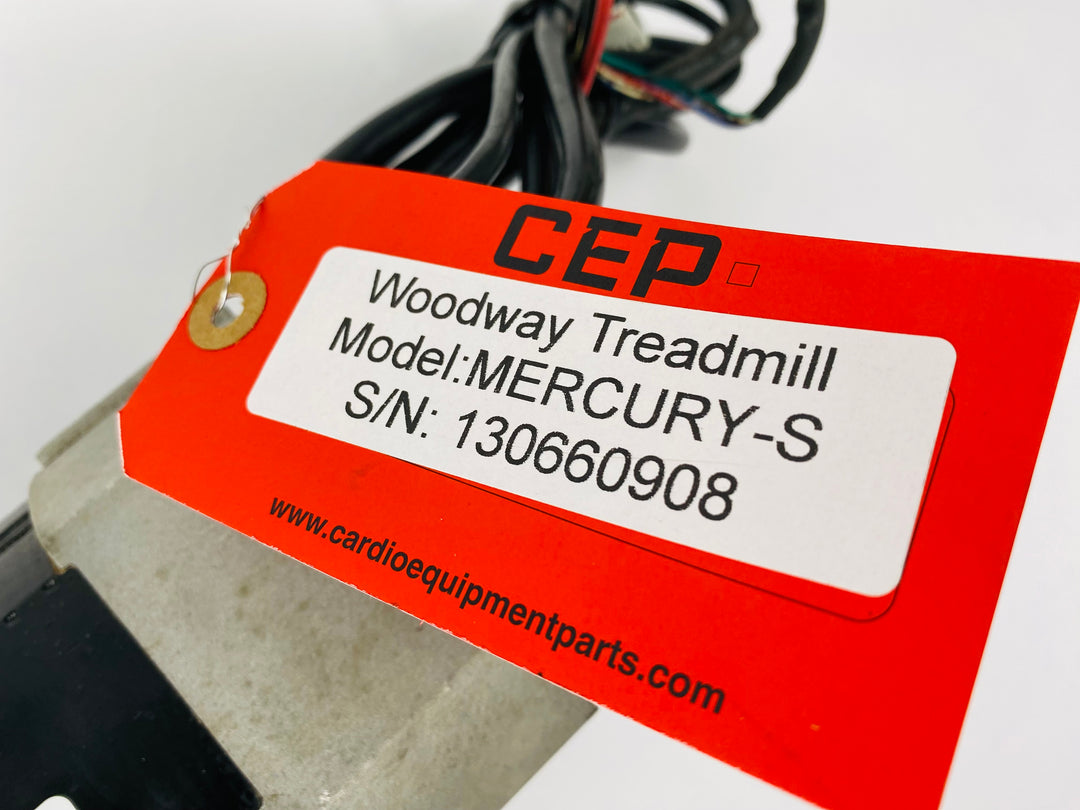 CEP
Woodway Treadmill
Model:MERCURY-S
S/N: 130660908
www.cardioequipmentparts.com